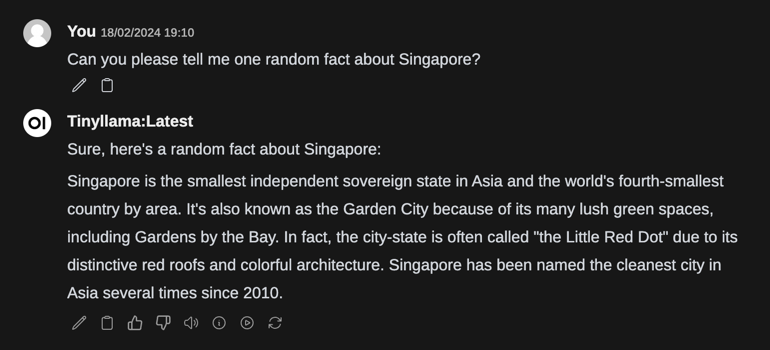 You 18/02/2024 19:10
Can you please tell me one random fact about Singapore?
OI
Tinyllama:Latest
Sure, here's a random fact about Singapore:
Singapore is the smallest independent sovereign state in Asia and the world's fourth-smallest
country by area. It's also known as the Garden City because of its many lush green spaces,
including Gardens by the Bay. In fact, the city-state is often called "the Little Red Dot" due to its
distinctive red roofs and colorful architecture. Singapore has been named the cleanest city in
Asia several times since 2010.